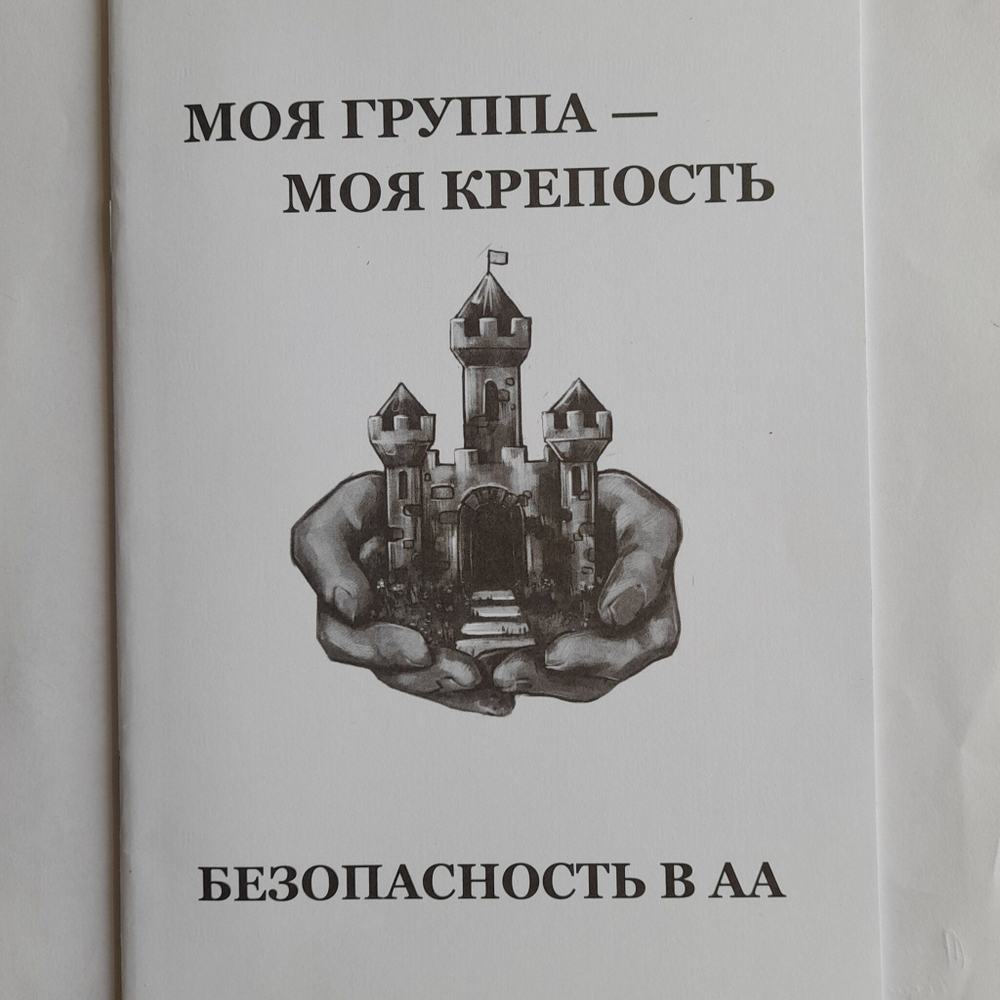 МОЯ ГРУППА —
МОЯ КРЕПОСТЬ
БЕЗОПАСНОСТЬ В АА